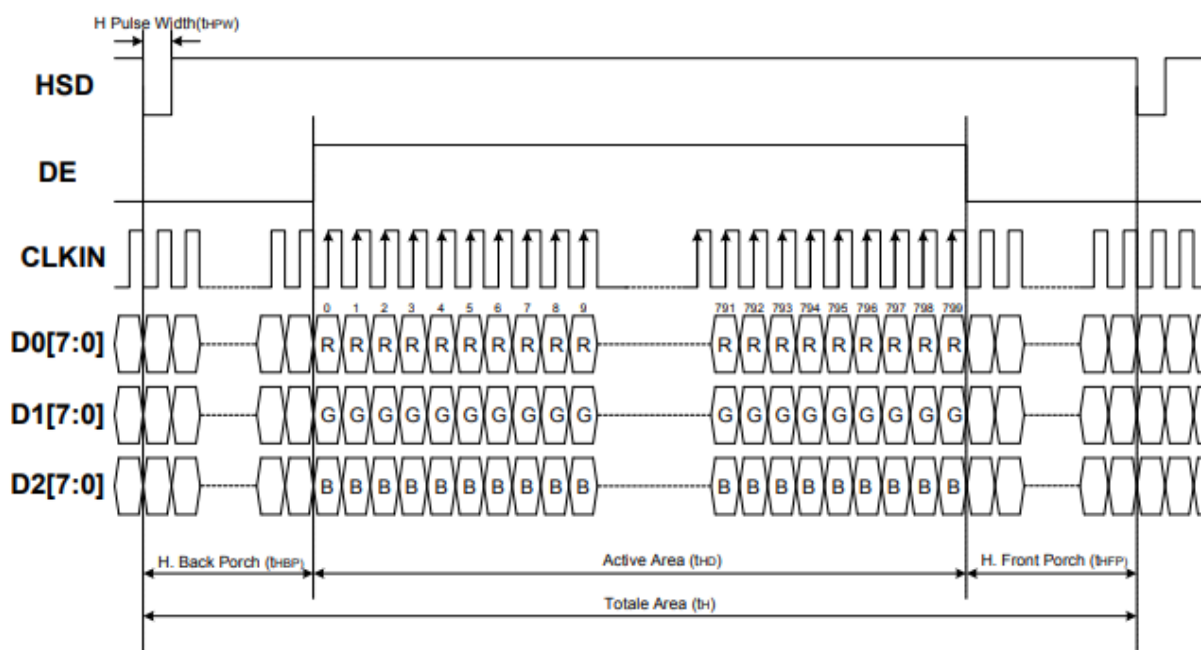 H Pulse Width(tHPW)
HSD
DE
CLKIN
0 1 2 3 4 5 6 7 8 9 791 792 793 794 795 796 797 798 799
D0[7:0] R R R R R R R R R R R R R R R R R R R
D1[7:0] G G G G G G G G G G G G G G G G G G G
D2[7:0] B B B B B B B B B B B B B B B B B B B
H. Back Porch (tHBP) Active Area (tHD) H. Front Porch (tHFP)
Totale Area (tH)